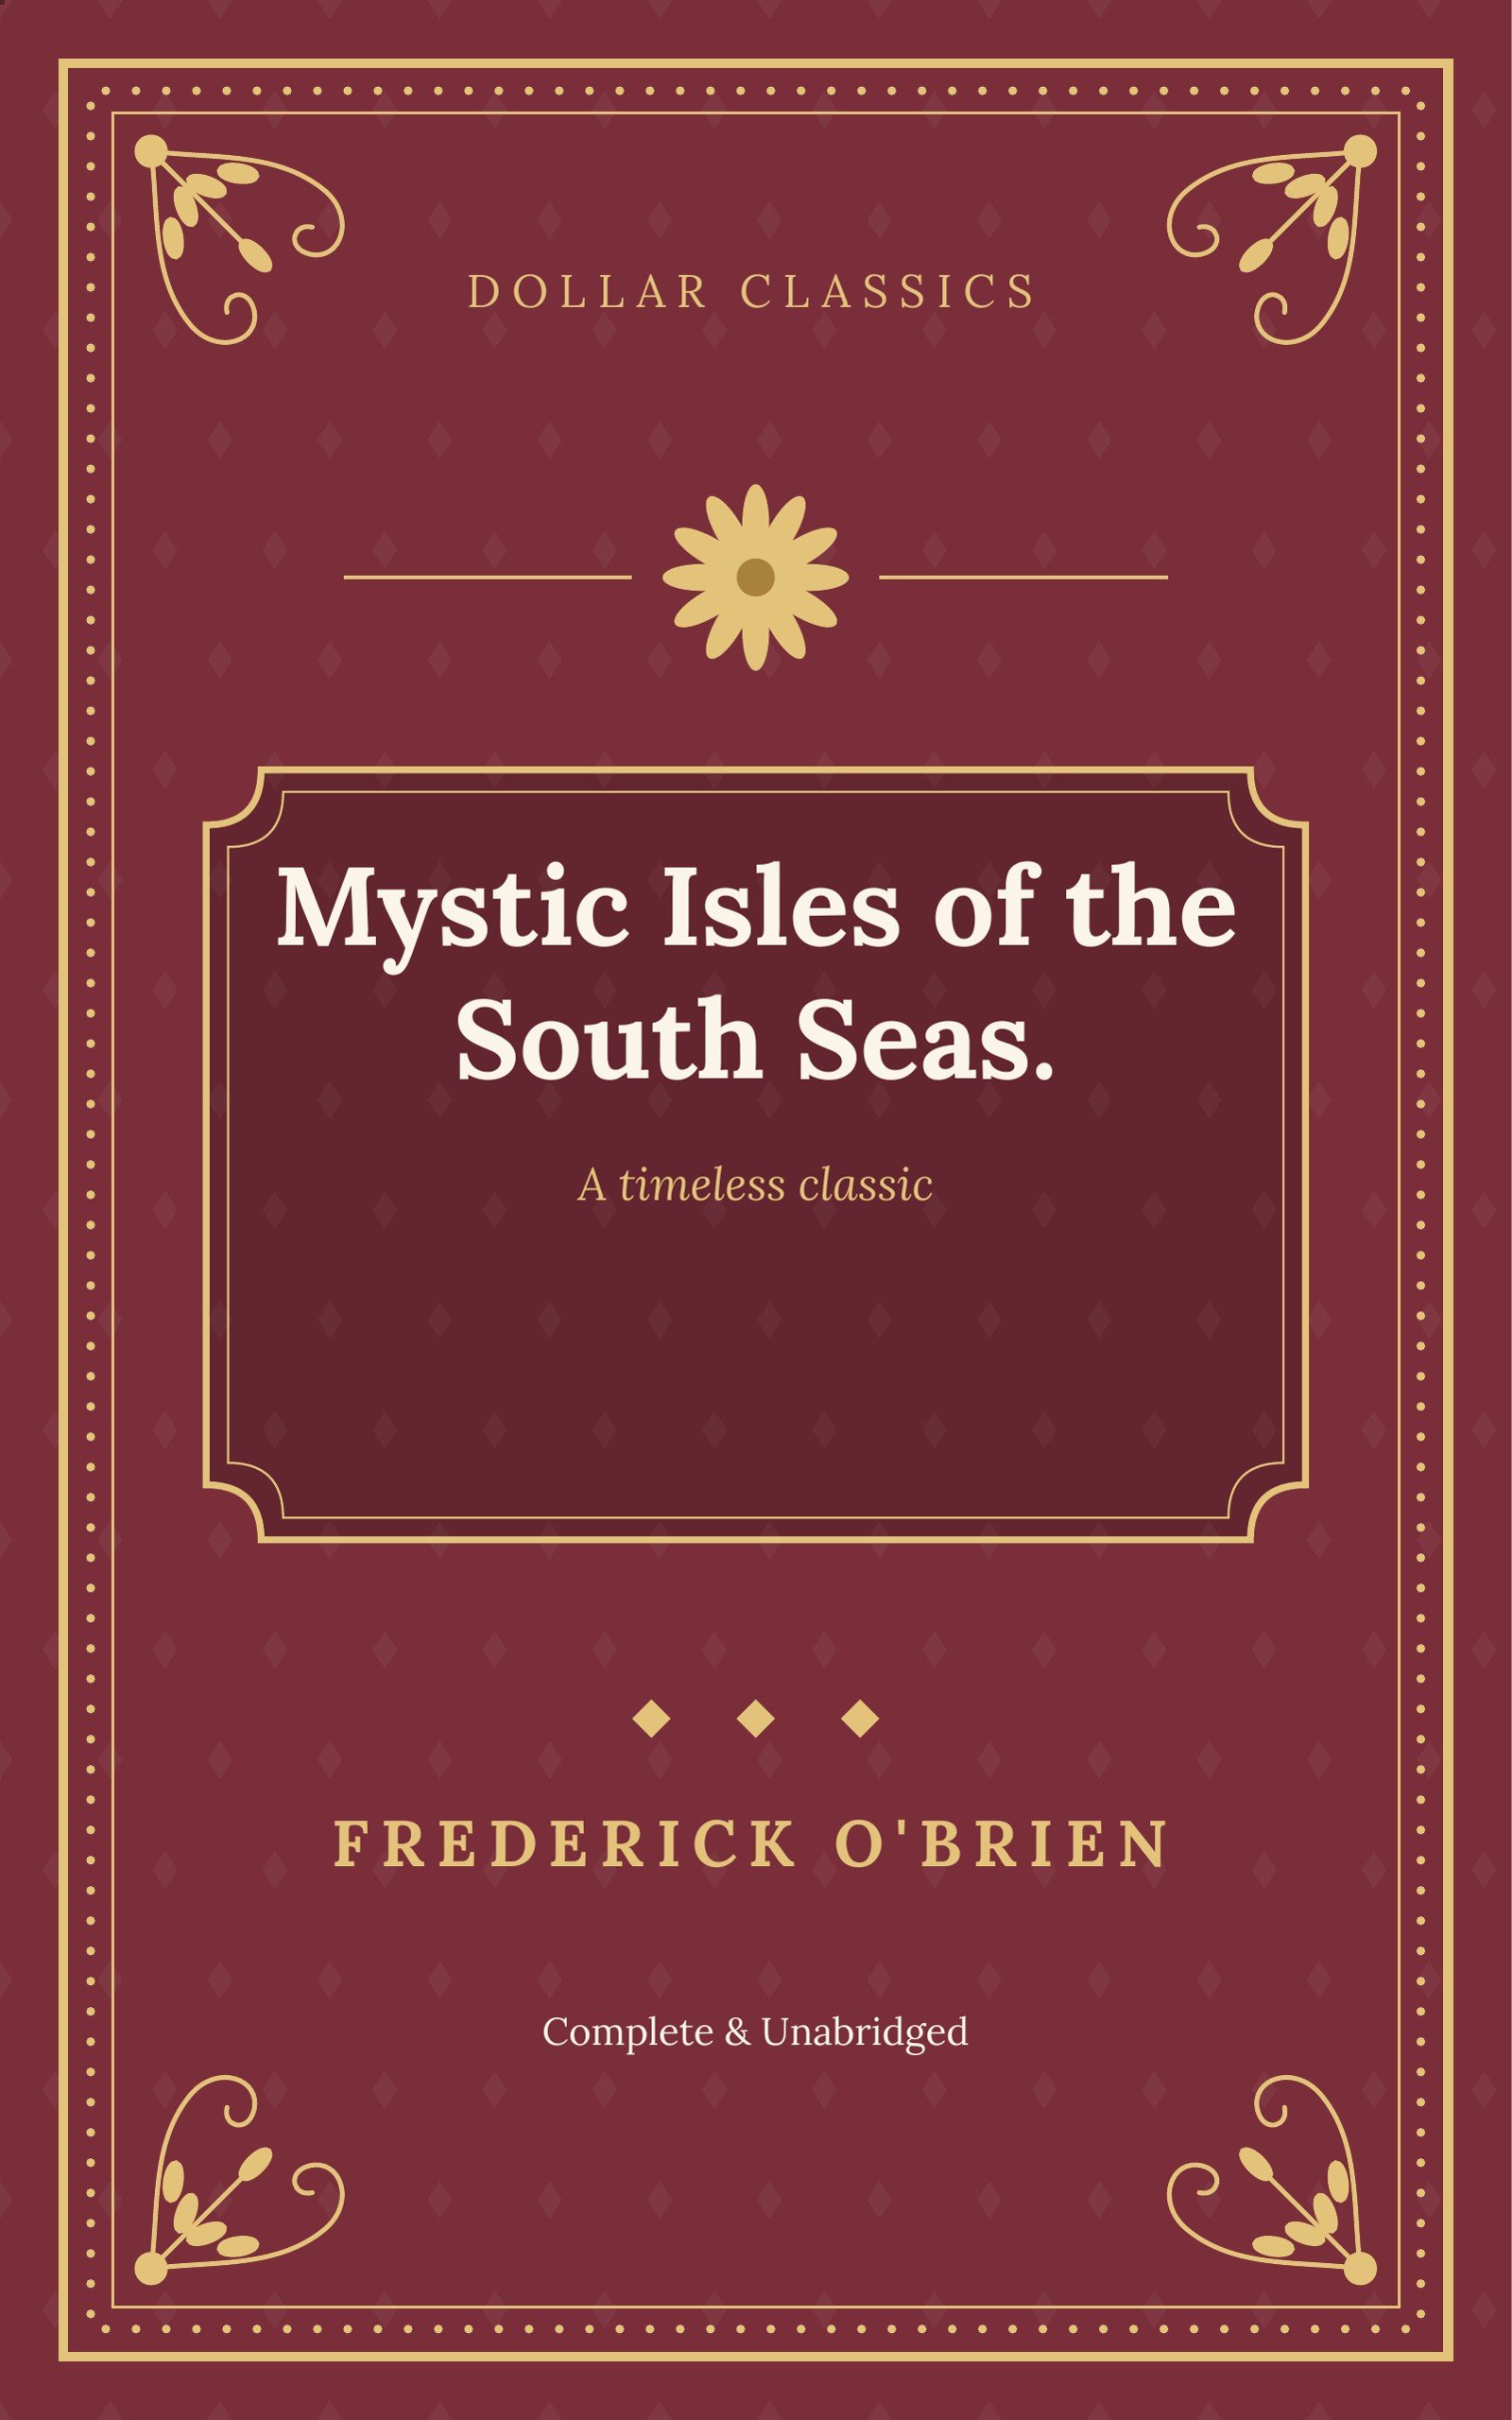 DOLLAR CLASSICS
Mystic Isles of the
South Seas.
A timeless classic
FREDERICK O'BRIEN
Complete & Unabridged